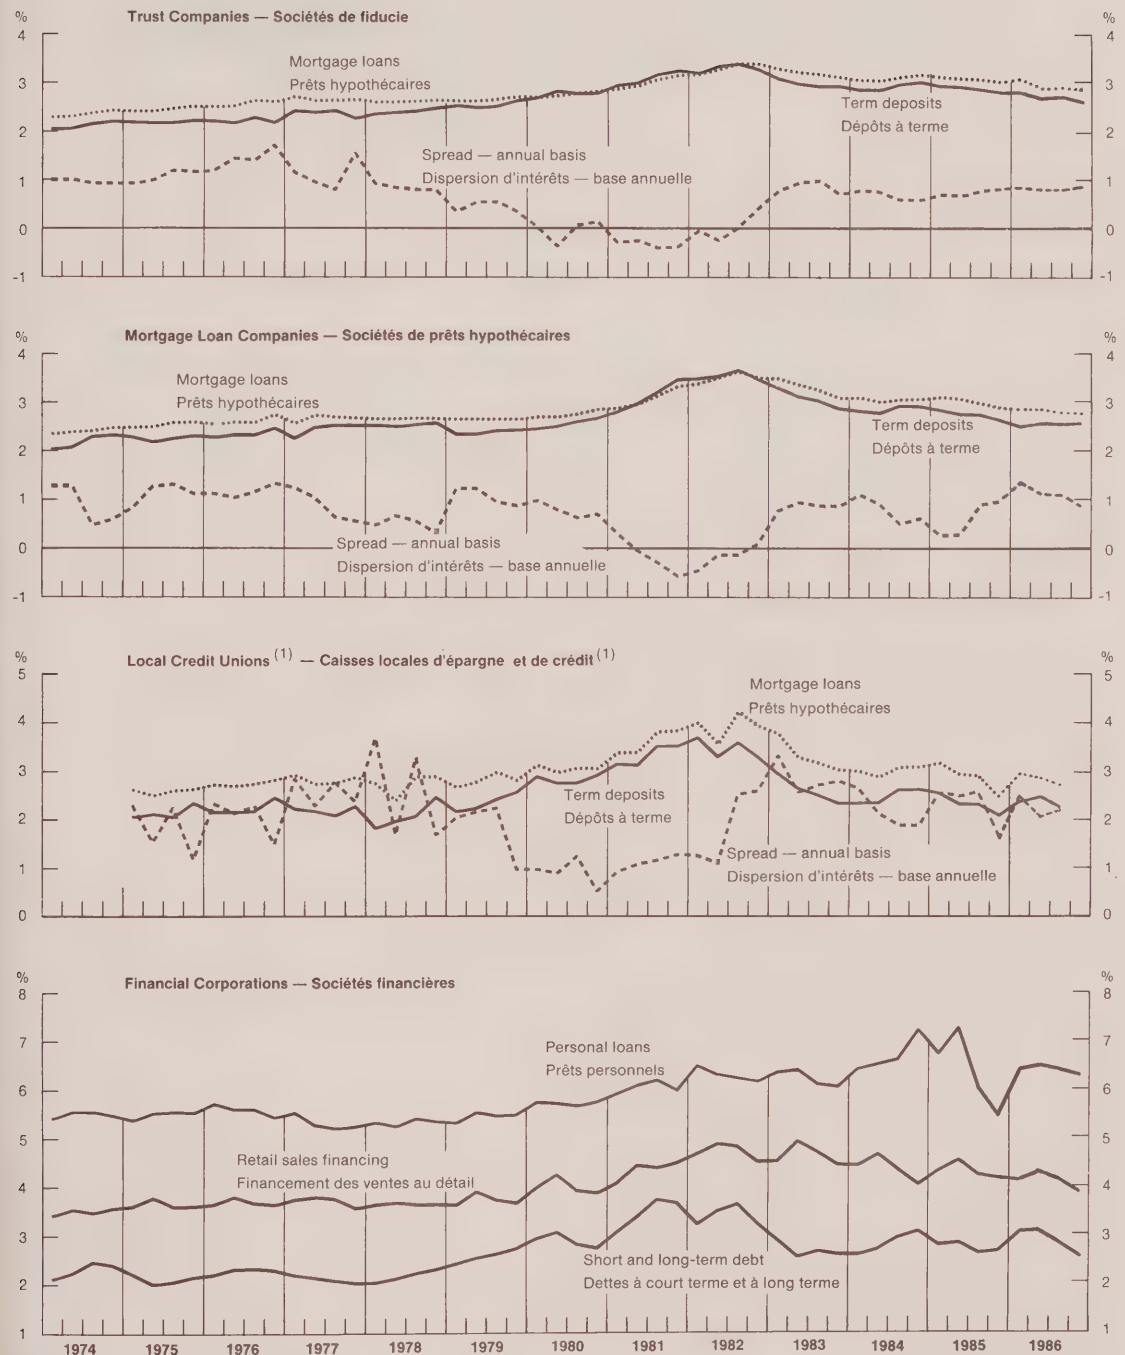 Trust Companies — Sociétés de fiducie
% %
4 4
Mortgage loans
Prêts hypothécaires
3 3
Term deposits
Dépôts à terme
2 2
Spread — annual basis
Dispersion d'intérêts — base annuelle
1 1
0 0
-1 -1
Mortgage Loan Companies — Sociétés de prêts hypothécaires
% %
4 4
Mortgage loans
Prêts hypothécaires
3 3
Term deposits
Dépôts à terme
2 2
1 1
0 0
Spread — annual basis
Dispersion d'intérêts — base annuelle
-1 -1
Local Credit Unions (1) — Caisses locales d'épargne et de crédit (1)
% %
5 5
Mortgage loans
Prêts hypothécaires
4 4
3 3
Term deposits
Dépôts à terme
2 2
Spread — annual basis
Dispersion d'intérêts — base annuelle
1 1
0 0
Financial Corporations — Sociétés financières
% %
8 8
7 7
Personal loans
Prêts personnels
6 6
5 5
Retail sales financing
Financement des ventes au détail
4 4
3 3
Short and long-term debt
Dettes à court terme et à long terme
2 2
1 1
1974 1975 1976 1977 1978 1979 1980 1981 1982 1983 1984 1985 1986